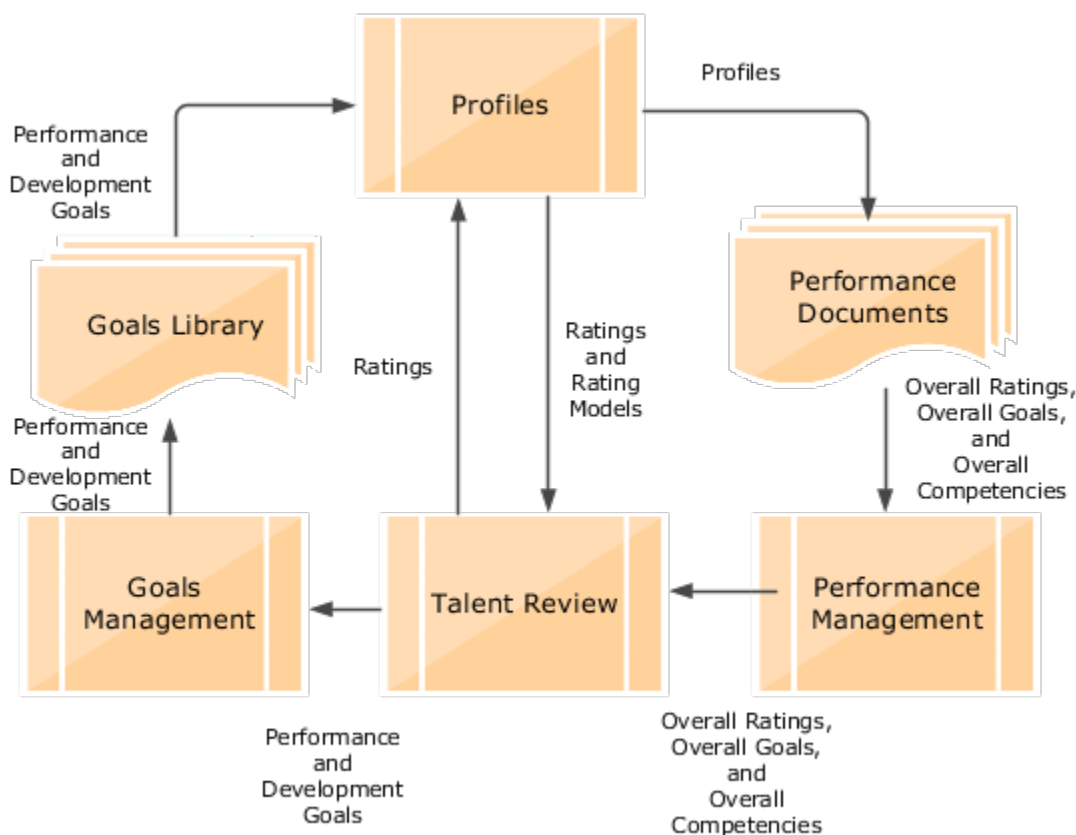 Profiles
Profiles
Performance
and
Development
Goals
Goals Library
Performance
Documents
Ratings
Ratings
and
Rating
Models
Overall Ratings,
Overall Goals,
and
Overall
Competencies
Performance
and
Development
Goals
Goals
Management
Talent Review
Performance
Management
Performance
and
Development
Goals
Overall Ratings,
Overall Goals,
and
Overall
Competencies